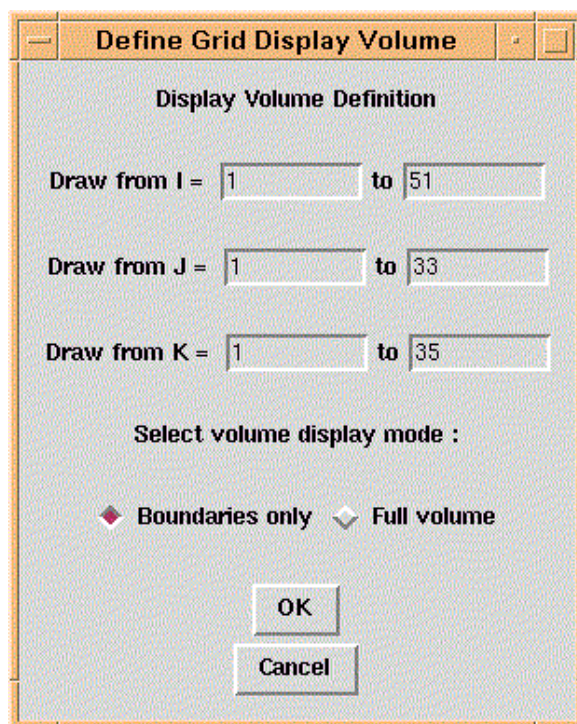 Define Grid Display Volume
Display Volume Definition
Draw from I = 1 to 51
Draw from J = 1 to 33
Draw from K = 1 to 35
Select volume display mode :
Boundaries only Full volume
OK
Cancel